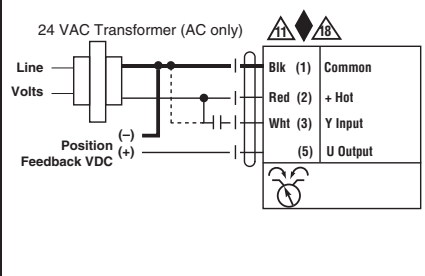 24 VAC Transformer (AC only)
11 18
Line
Volts
Blk (1) Common
Red (2) + Hot
Wht (3) Y Input
(5) U Output
Position (–)
Feedback VDC (+)